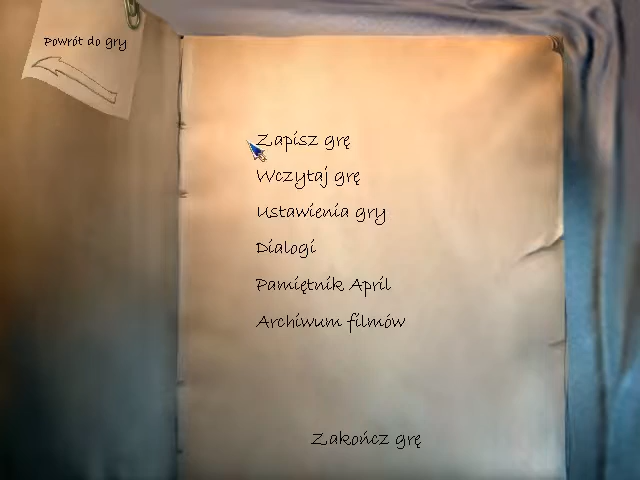 Powrót do gry
Zapisz grę
Wczytaj grę
Ustawienia gry
Dialogi
Pamiętnik April
Archiwum filmów
Zakończ grę